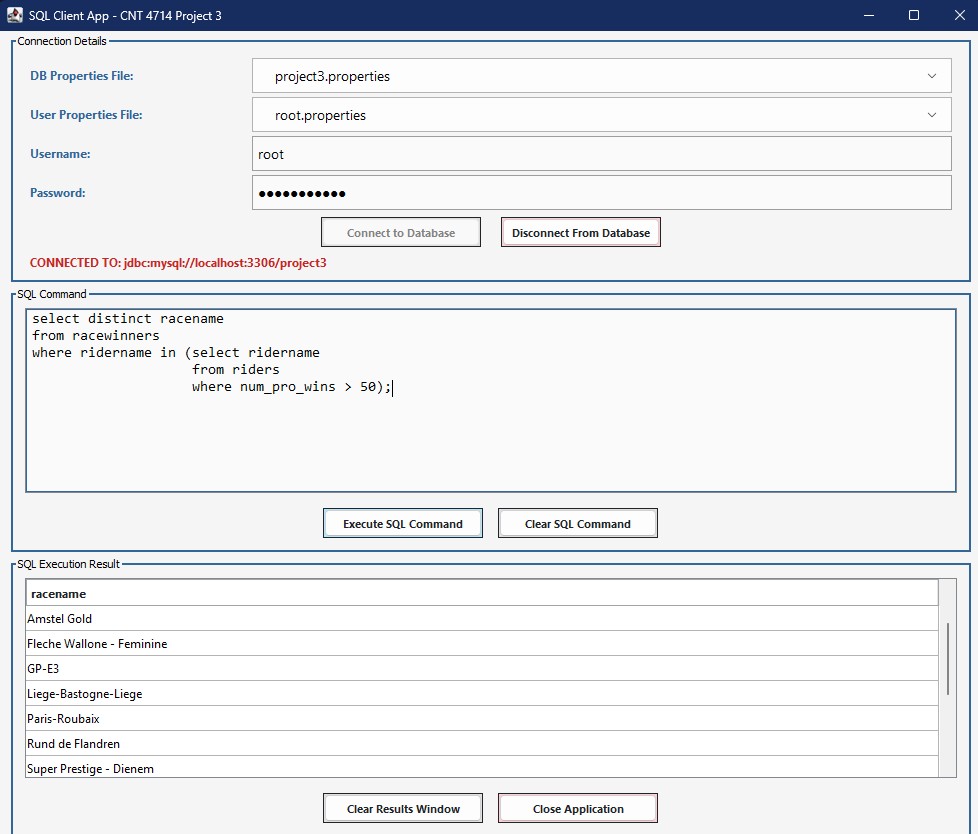 SQL Client App - CNT 4714 Project 3
Connection Details
DB Properties File:
project3.properties
User Properties File:
root.properties
Username:
root
Password:
●●●●●●●●●●●
Connect to Database
Disconnect From Database
CONNECTED TO: jdbc:mysql://localhost:3306/project3
SQL Command
select distinct racename
from racewinners
where ridername in (select ridername
from riders
where num_pro_wins > 50);
Execute SQL Command
Clear SQL Command
SQL Execution Result
racename
Amstel Gold
Fleche Wallone - Feminine
GP-E3
Liege-Bastogne-Liege
Paris-Roubaix
Rund de Flandren
Super Prestige - Dienem
Clear Results Window
Close Application